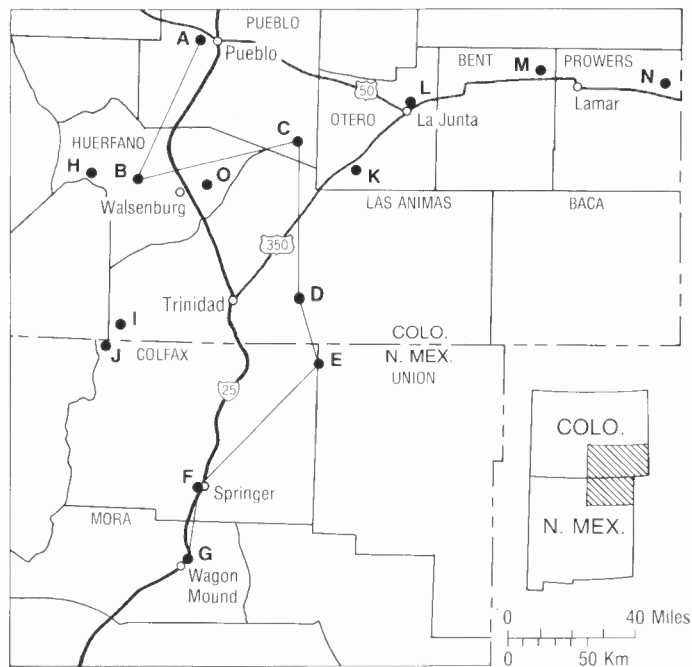 PUEBLO
A
Pueblo
BENT
M
PROWERS
N
50
L
Lamar
C
OTERO
La Junta
HUERFANO
H
B
O
K
Walsenburg
LAS ANIMAS
BACA
350
D
Trinidad
I
COLO.
J
COLFAX
N. MEX.
E
UNION
25
COLO.
F
Springer
N. MEX.
MORA
G
Wagon
Mound
0 40 Miles
0 50 Km